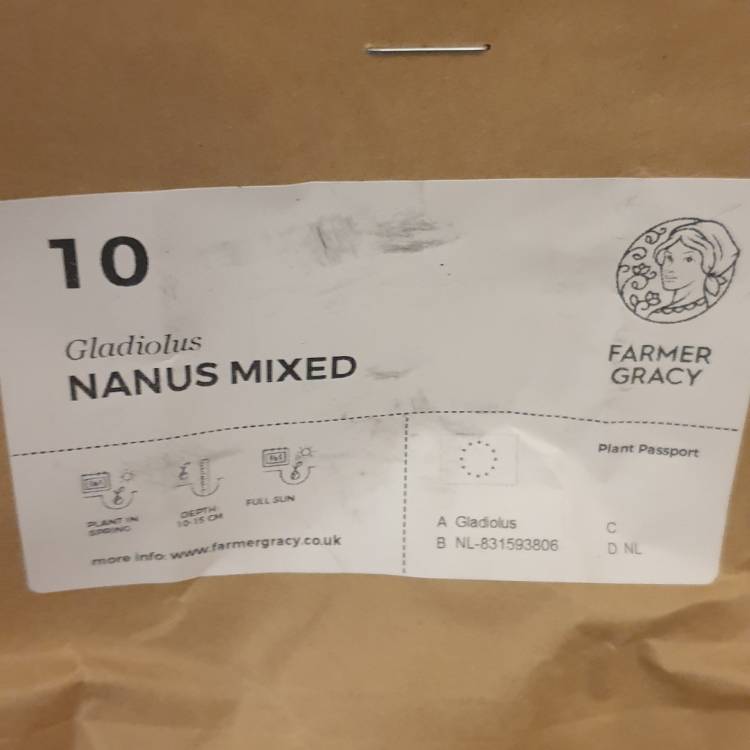 10
Gladiolus
NANUS MIXED
FARMER
GRACY
PLANT IN
SPRING
DEPTH:
10-15 CM
FULL SUN
more info: www.farmergracy.co.uk
Plant Passport
A Gladiolus
B NL-831593806
C
D NL